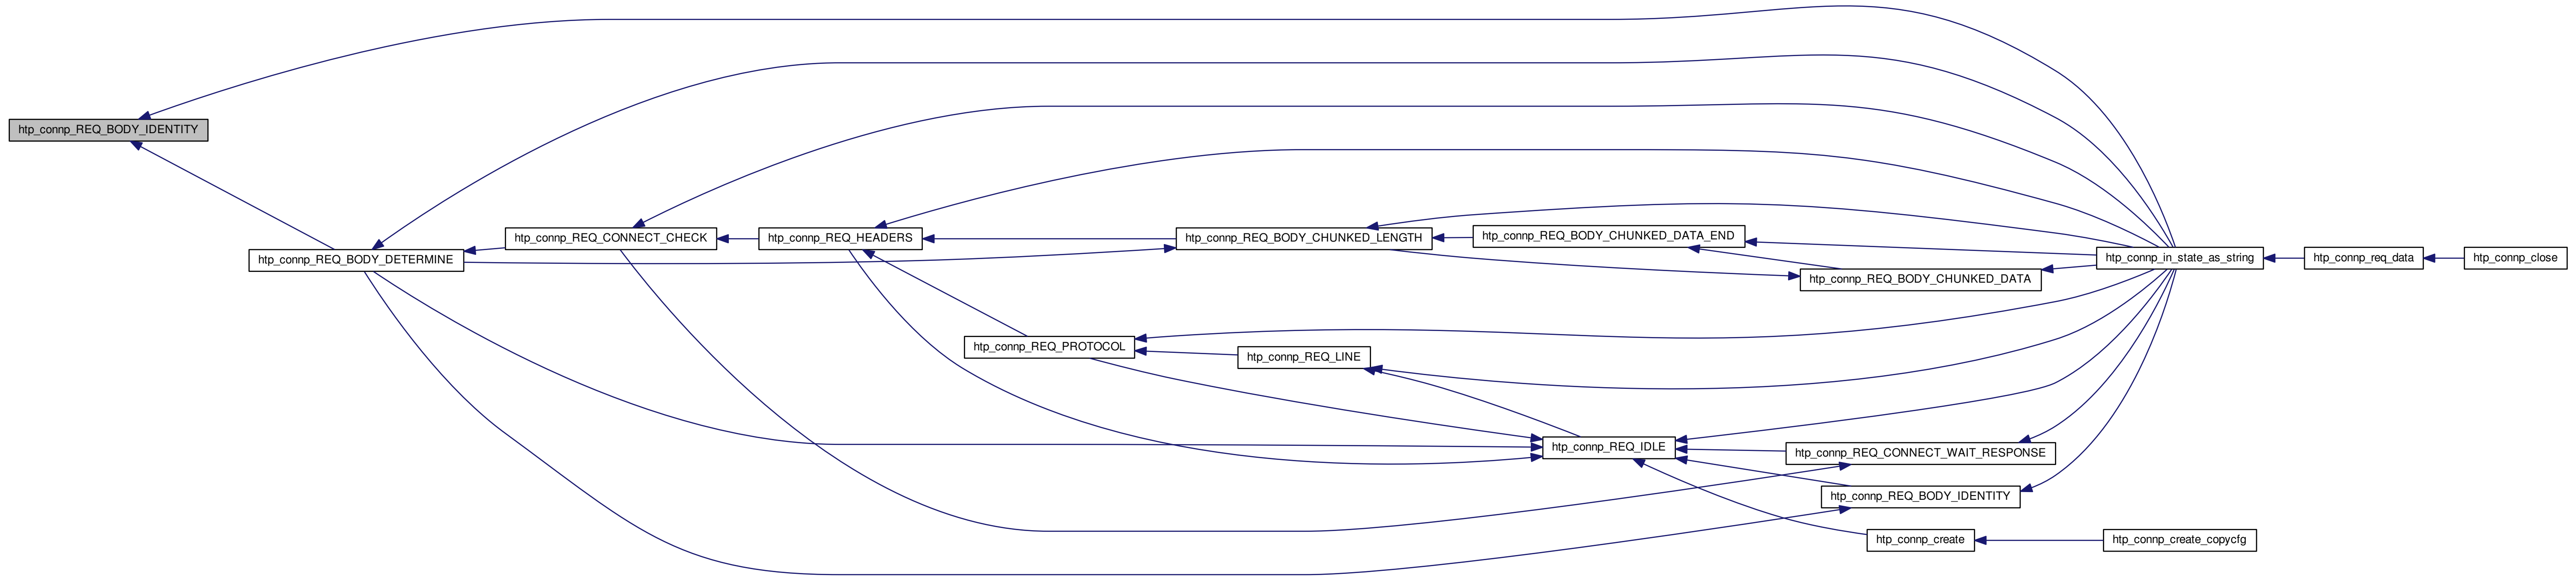 htp_connp_REQ_BODY_IDENTITY
htp_connp_REQ_BODY_DETERMINE
htp_connp_REQ_CONNECT_CHECK
htp_connp_REQ_HEADERS
htp_connp_REQ_PROTOCOL
htp_connp_REQ_BODY_CHUNKED_LENGTH
htp_connp_REQ_LINE
htp_connp_REQ_BODY_CHUNKED_DATA_END
htp_connp_REQ_IDLE
htp_connp_REQ_BODY_CHUNKED_DATA
htp_connp_REQ_CONNECT_WAIT_RESPONSE
htp_connp_REQ_BODY_IDENTITY
htp_connp_create
htp_connp_in_state_as_string
htp_connp_create_copycfg
htp_connp_req_data
htp_connp_close